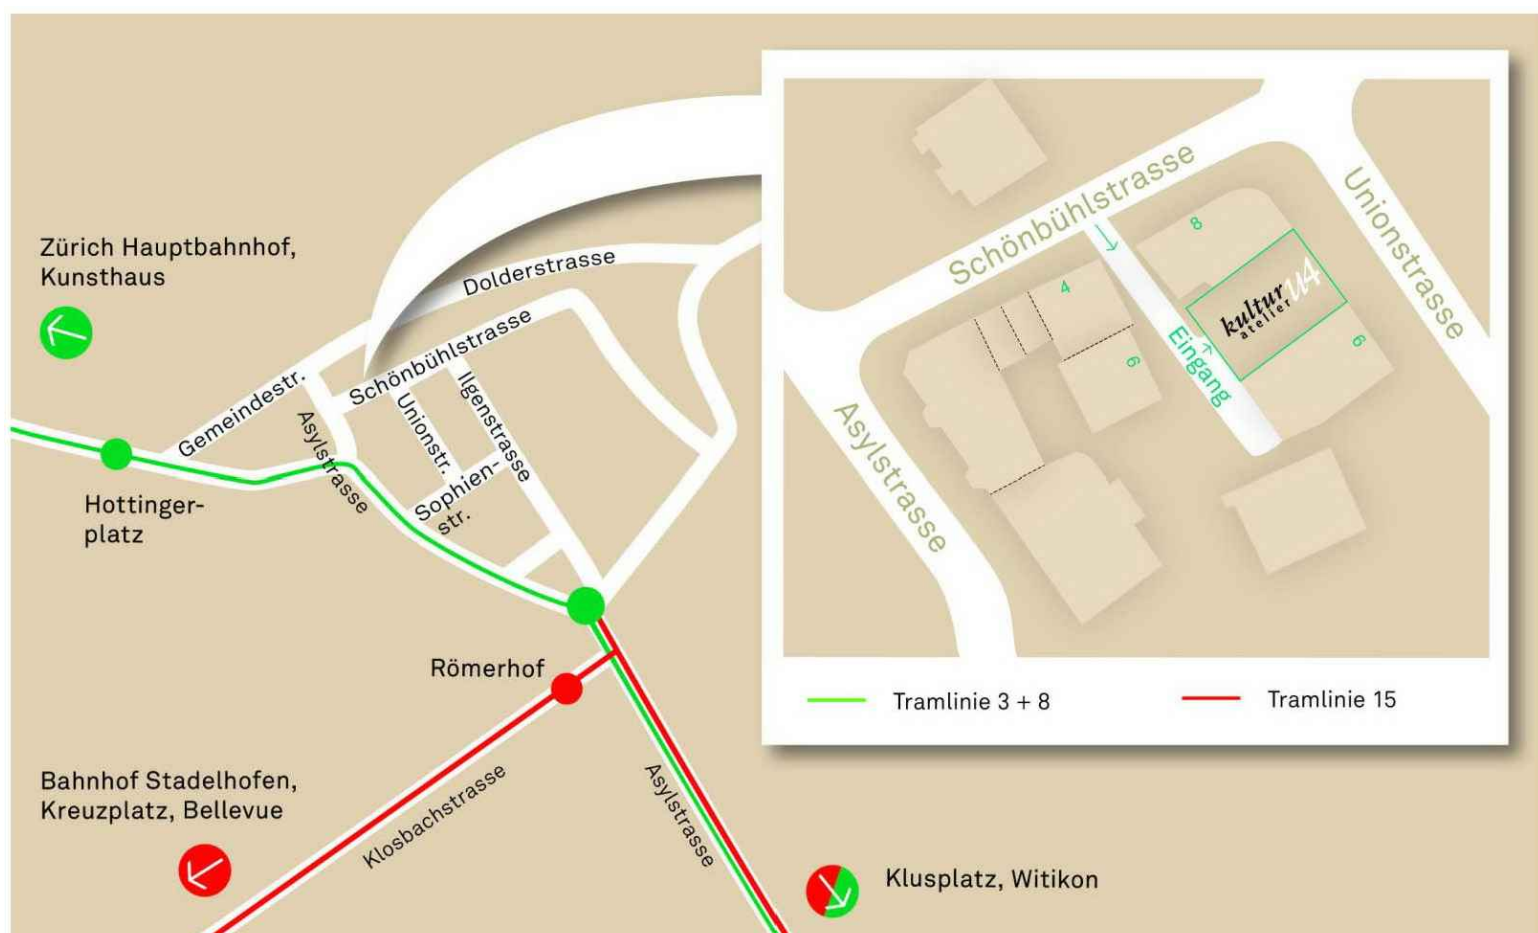 Zürich Hauptbahnhof,
Kunsthaus
Dolderstrasse
Schönbühlstrasse
Gemeindestr.
Asylstrasse
Unionstr.
Ilgenstrasse
Sophien-
str.
Hottinger-
platz
Römerhof
Bahnhof Stadelhofen,
Kreuzplatz, Bellevue
Klosbachstrasse
Asylstrasse
Klusplatz, Witikon
Schönbühlstrasse
Unionstrasse
Asylstrasse
8
4
6
6
Eingang
kultur u4
atelier
Tramlinie 3 + 8
Tramlinie 15